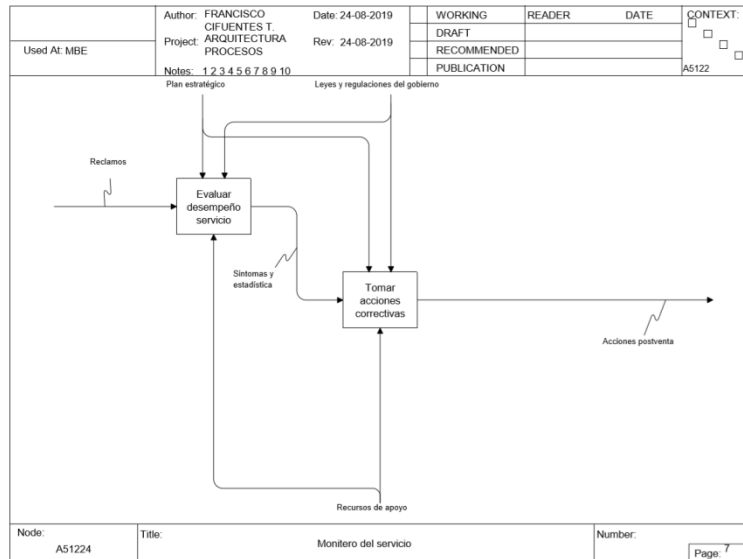 Used At: MBE
Author: FRANCISCO
CIFUENTES T.
Project: ARQUITECTURA
PROCESOS
Notes: 1 2 3 4 5 6 7 8 9 10
Date: 24-08-2019
Rev: 24-08-2019
WORKING
DRAFT
RECOMMENDED
PUBLICATION
READER
DATE
CONTEXT:
A5122
Plan estratégico
Leyes y regulaciones del gobierno
Reclamos
Evaluar
desempeño
servicio
Síntomas y
estadística
Tomar
acciones
correctivas
Acciones postventa
Recursos de apoyo
Node:
A51224
Title:
Monitero del servicio
Number:
Page: 7